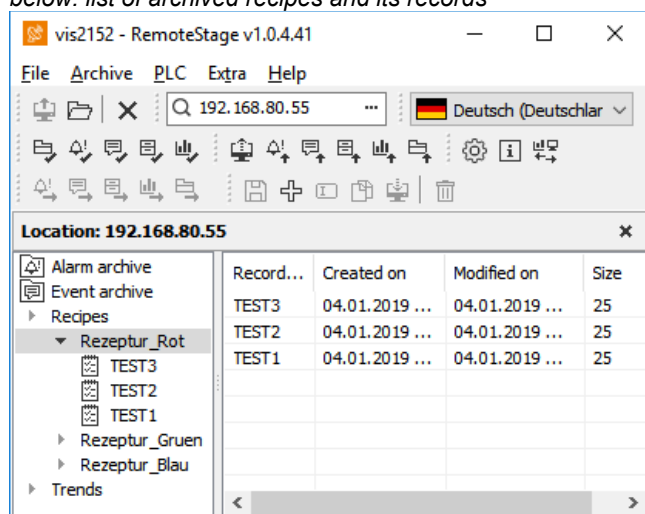 below: list of archived recipes and its records
vis2152 - RemoteStage v1.0.4.41
File Archive PLC Extra Help
192.168.80.55 ... Deutsch (Deutschlar
Location: 192.168.80.55
Alarm archive
Event archive
Recipes
Rezeptur_Rot
TEST3
TEST2
TEST1
Rezeptur_Gruen
Rezeptur_Blau
Trends
Record... Created on Modified on Size
TEST3 04.01.2019 ... 04.01.2019 ... 25
TEST2 04.01.2019 ... 04.01.2019 ... 25
TEST1 04.01.2019 ... 04.01.2019 ... 25